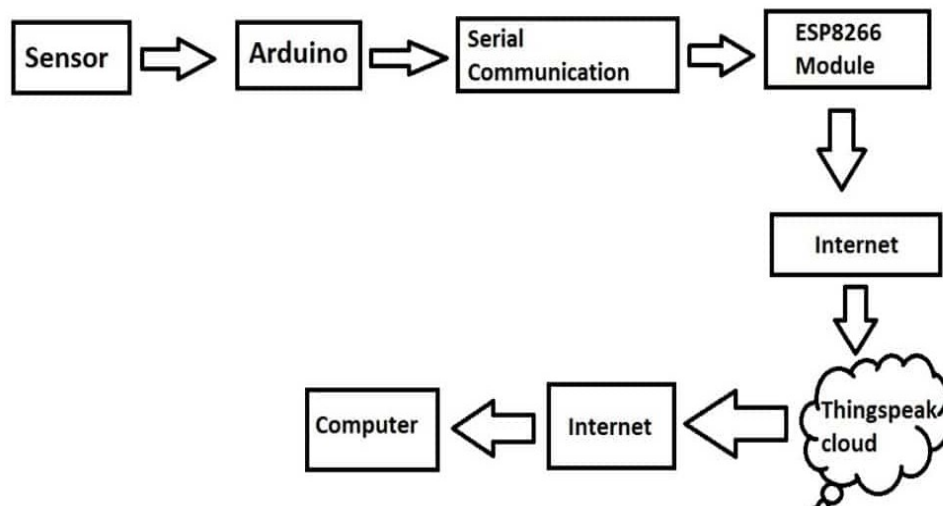 Sensor
Arduino
Serial
Communication
ESP8266
Module
Internet
Thingspeak
cloud
Internet
Computer